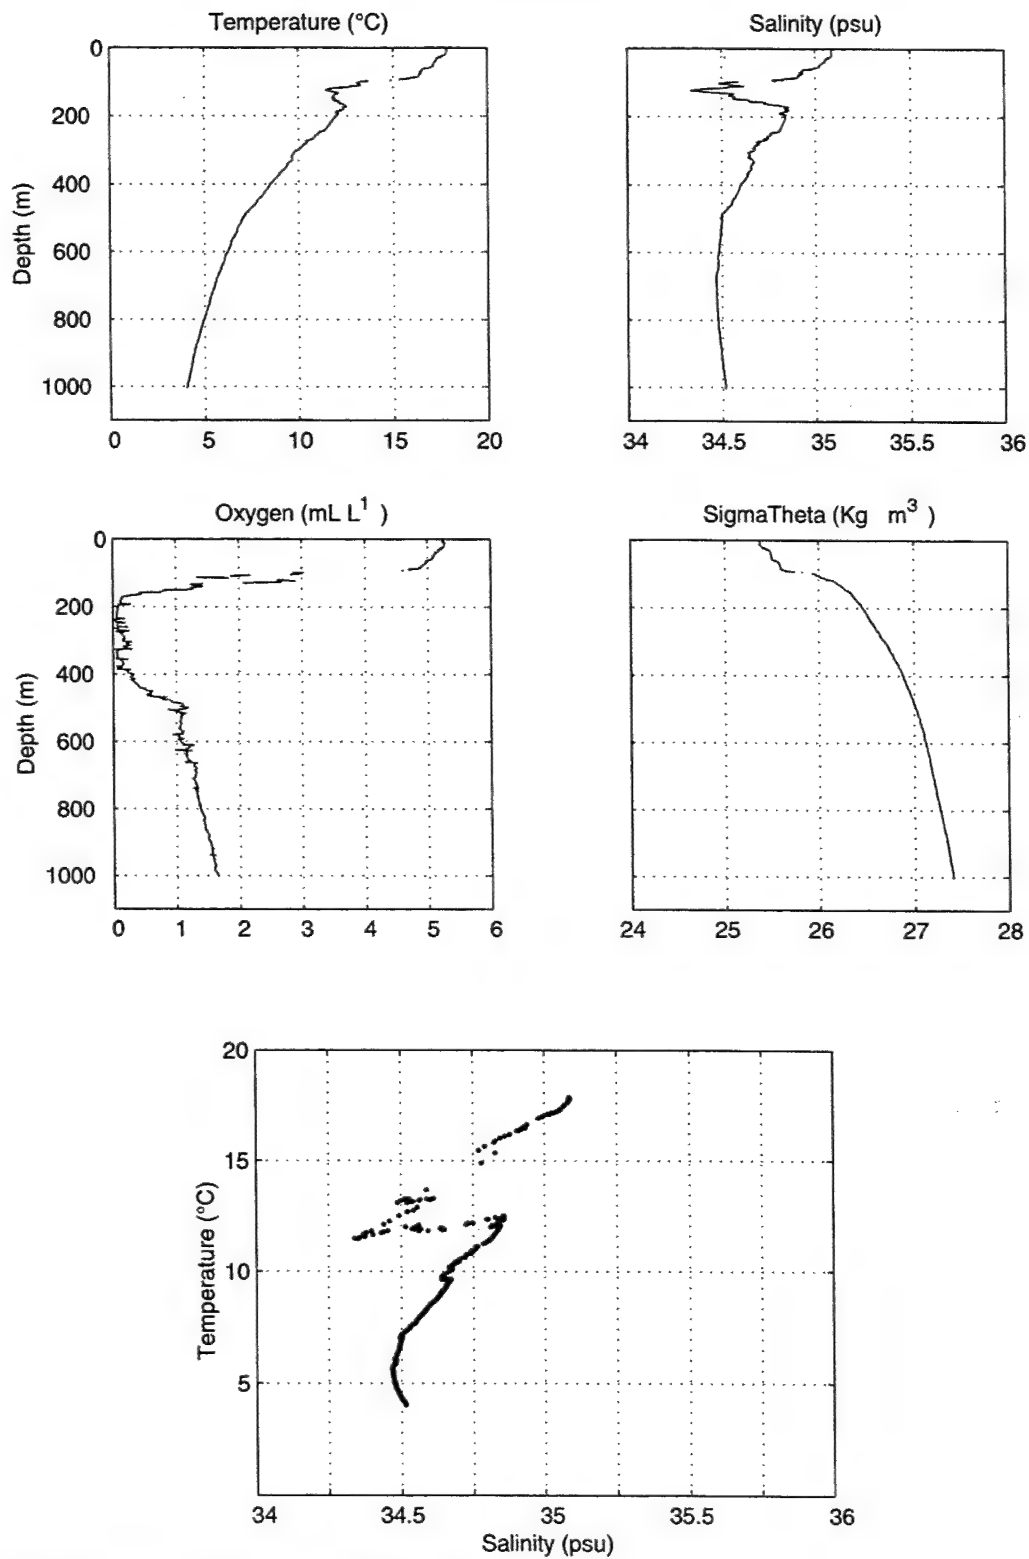 Temperature (°C)
Salinity (psu)
0
200
400
600
800
1000
Depth (m)
0 5 10 15 20
34 34.5 35 35.5 36
Oxygen (mL L1 )
SigmaTheta (Kg m3 )
0
200
400
600
800
1000
Depth (m)
0 1 2 3 4 5 6
24 25 26 27 28
20
15
10
5
Temperature (°C)
34 34.5 35 35.5 36
Salinity (psu)